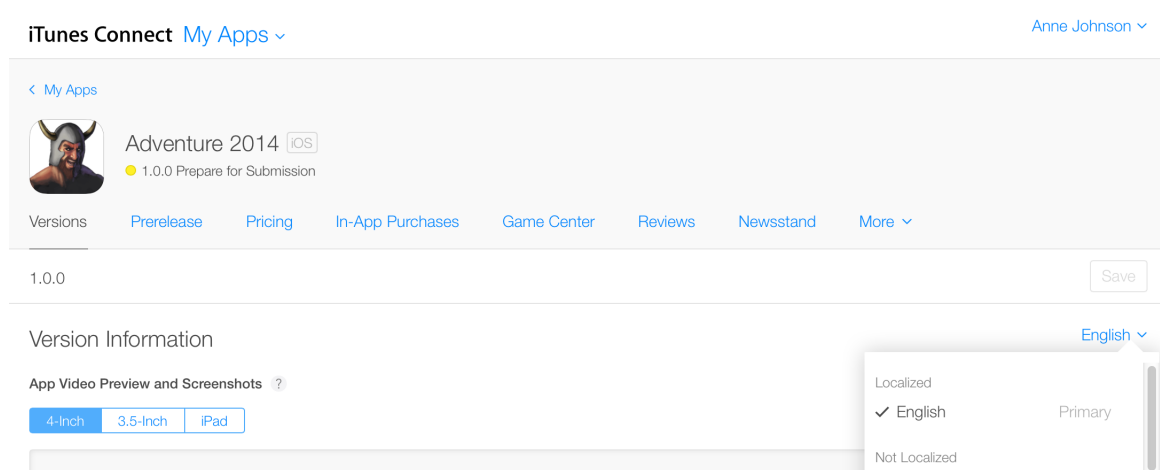 iTunes Connect My Apps
Anne Johnson
My Apps
Adventure 2014 iOS
1.0.0 Prepare for Submission
Versions Prerelease Pricing In-App Purchases Game Center Reviews Newsstand More
1.0.0 Save
Version Information English
App Video Preview and Screenshots ?
Localized
4-Inch 3.5-Inch iPad
English Primary
Not Localized